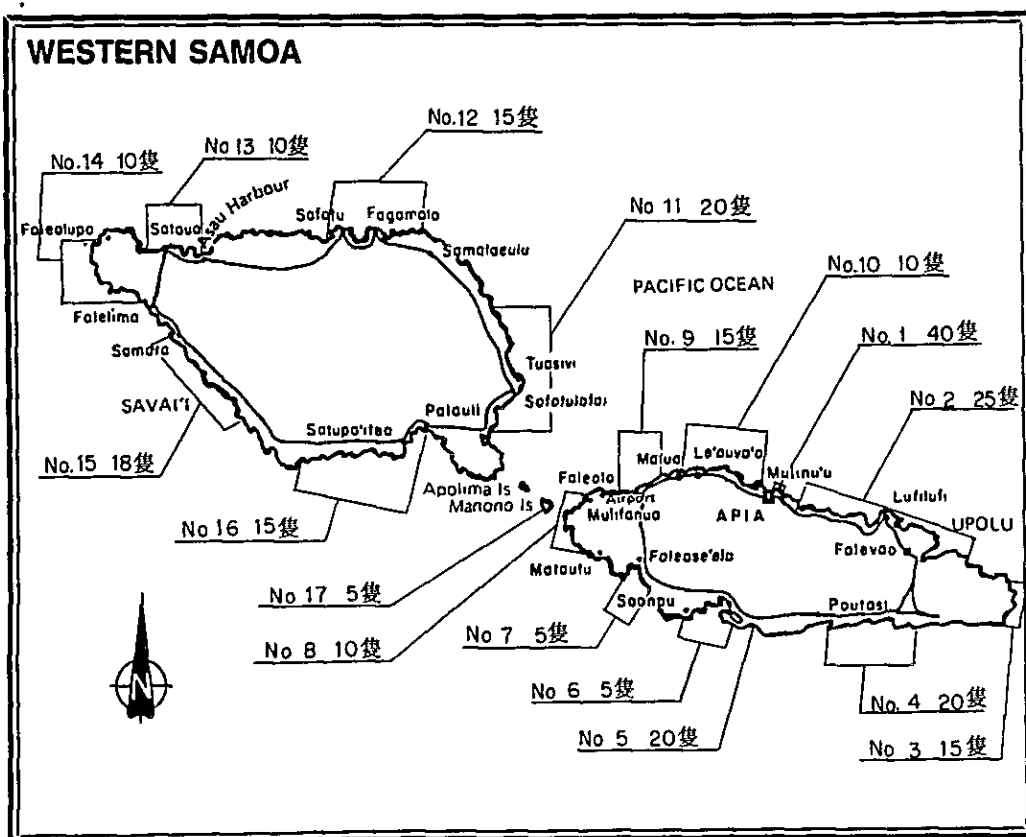 WESTERN SAMOA
No.12 15隻
No 13 10隻
No.14 10隻
Asau Harbour
Safotu
Fagamalo
No 11 20隻
Falealupo
Sataua
Samalaeulu
No.10 10隻
PACIFIC OCEAN
Falelima
No. 9 15隻
No. 1 40隻
Samata
Tuasivi
SAVAI'I
Palauli
Safotulafai
No 2 25隻
Satupa'itea
Malua
Le'auva'a
Mulinu'u
No.15 18隻
Faleolo
Apolima Is
Airport
Lufilufi
Manono Is
Mulifanua
APIA
UPOLU
No 16 15隻
Falevao
Matautu
Falease'ela
No 17 5隻
Poutasi
No 7 5隻
No 8 10隻
N
No 6 5隻
No. 4 20隻
No 5 20隻
No 3 15隻